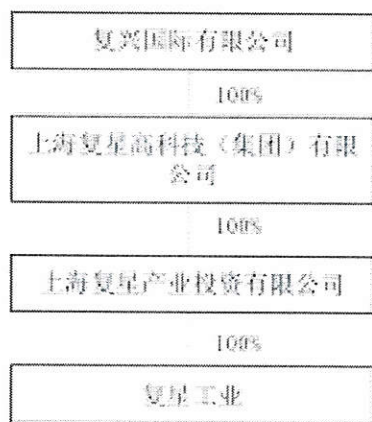 复兴国际有限公司
100%
上海复星高科技（集团）有限
公司
100%
上海复星产业投资有限公司
100%
复星工业